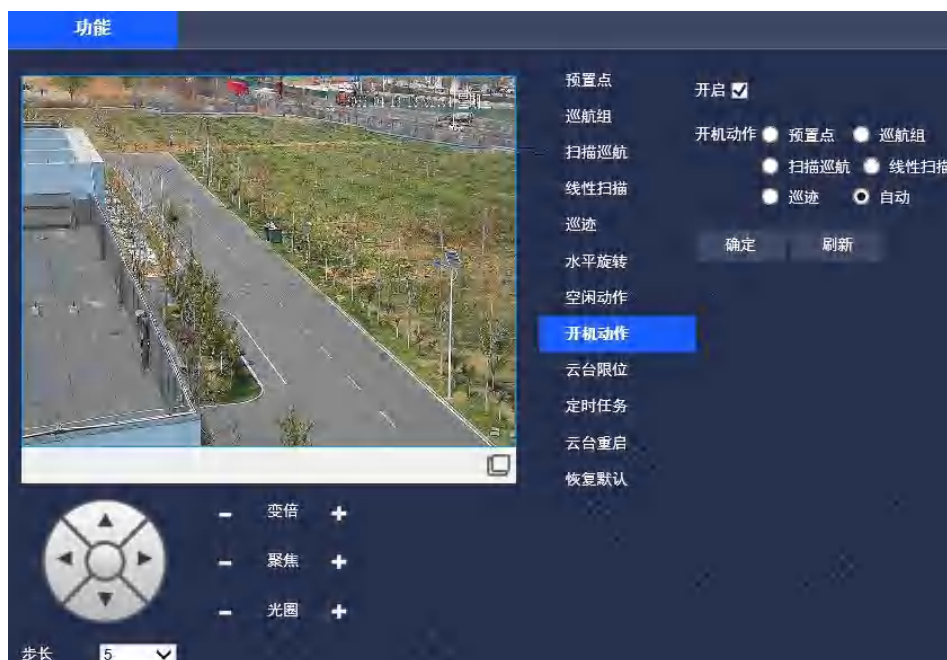 功能
预置点
巡航组
扫描巡航
线性扫描
巡迹
水平旋转
空闲动作
开机动作
云台限位
定时任务
云台重启
恢复默认
开启
开机动作 预置点 巡航组
扫描巡航 线性扫描
巡迹 自动
确定 刷新
- 变倍 +
- 聚焦 +
- 光圈 +
步长 5